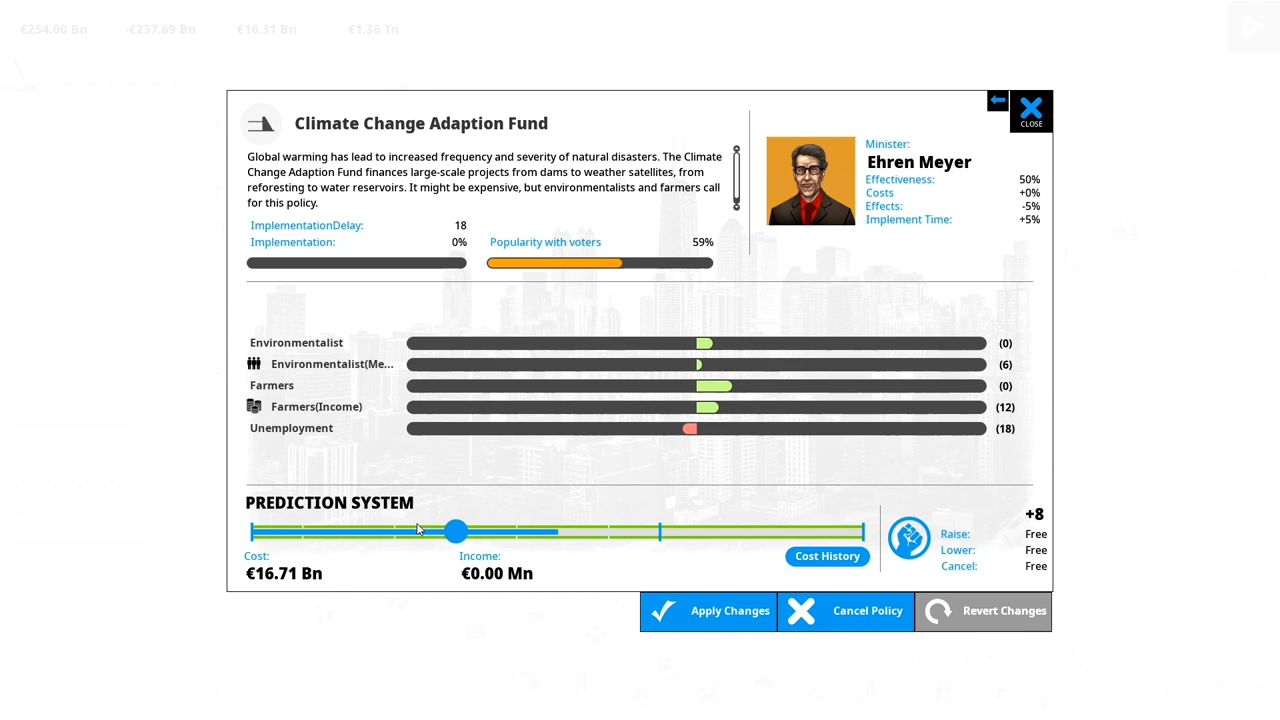 €254.00 Bn -€237.69 Bn €16.31 Bn €1.36 Tn
CLOSE
Climate Change Adaption Fund
Global warming has lead to increased frequency and severity of natural disasters. The Climate
Change Adaption Fund finances large-scale projects from dams to weather satellites, from
reforesting to water reservoirs. It might be expensive, but environmentalists and farmers call
for this policy.
ImplementationDelay: 18
Implementation: 0%
Popularity with voters 59%
Minister:
Ehren Meyer
Effectiveness: 50%
Costs +0%
Effects: -5%
Implement Time: +5%
Environmentalist (0)
Environmentalist(Me... (6)
Farmers (0)
Farmers(Income) (12)
Unemployment (18)
PREDICTION SYSTEM
Cost:
€16.71 Bn
Income:
€0.00 Mn
Cost History
+8
Raise: Free
Lower: Free
Cancel: Free
Apply Changes Cancel Policy Revert Changes